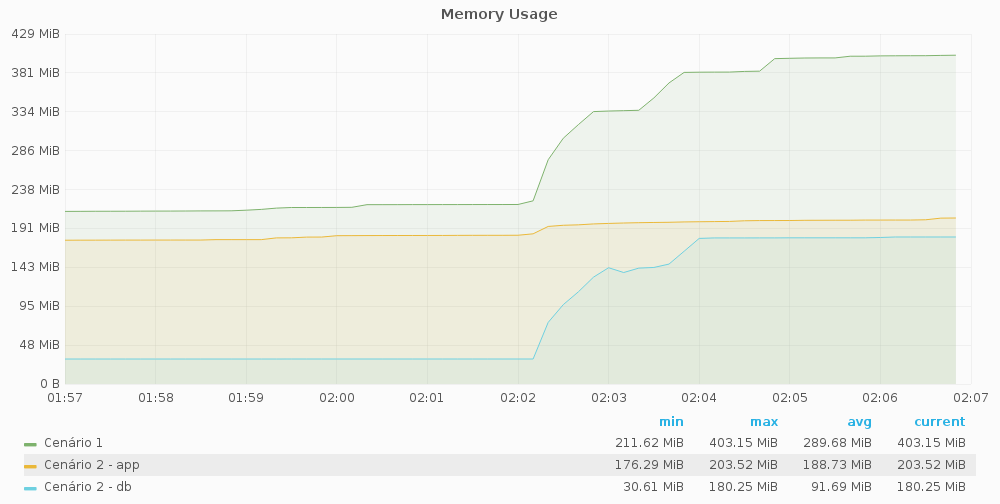 Memory Usage
429 MiB
381 MiB
334 MiB
286 MiB
238 MiB
191 MiB
143 MiB
95 MiB
48 MiB
0 B
01:57 01:58 01:59 02:00 02:01 02:02 02:03 02:04 02:05 02:06 02:07
min max avg current
Cenário 1 211.62 MiB 403.15 MiB 289.68 MiB 403.15 MiB
Cenário 2 - app 176.29 MiB 203.52 MiB 188.73 MiB 203.52 MiB
Cenário 2 - db 30.61 MiB 180.25 MiB 91.69 MiB 180.25 MiB